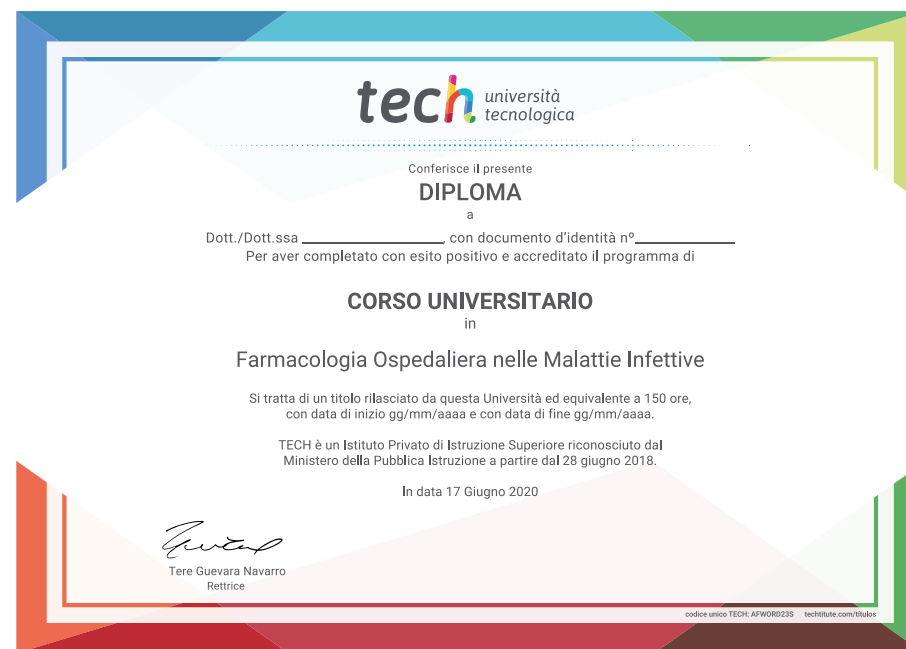 tech università
tecnologica
Conferisce il presente
DIPLOMA
a
Dott./Dott.ssa ________________, con documento d'identità nº____________
Per aver completato con esito positivo e accreditato il programma di
CORSO UNIVERSITARIO
in
Farmacologia Ospedaliera nelle Malattie Infettive
Si tratta di un titolo rilasciato da questa Università ed equivalente a 150 ore,
con data di inizio gg/mm/aaaa e con data di fine gg/mm/aaaa.
TECH è un Istituto Privato di Istruzione Superiore riconosciuto dal
Ministero della Pubblica Istruzione a partire dal 28 giugno 2018.
In data 17 Giugno 2020
Tere Guevara Navarro
Rettrice
codice unico TECH: AFWORD23S techtitute.com/títulos